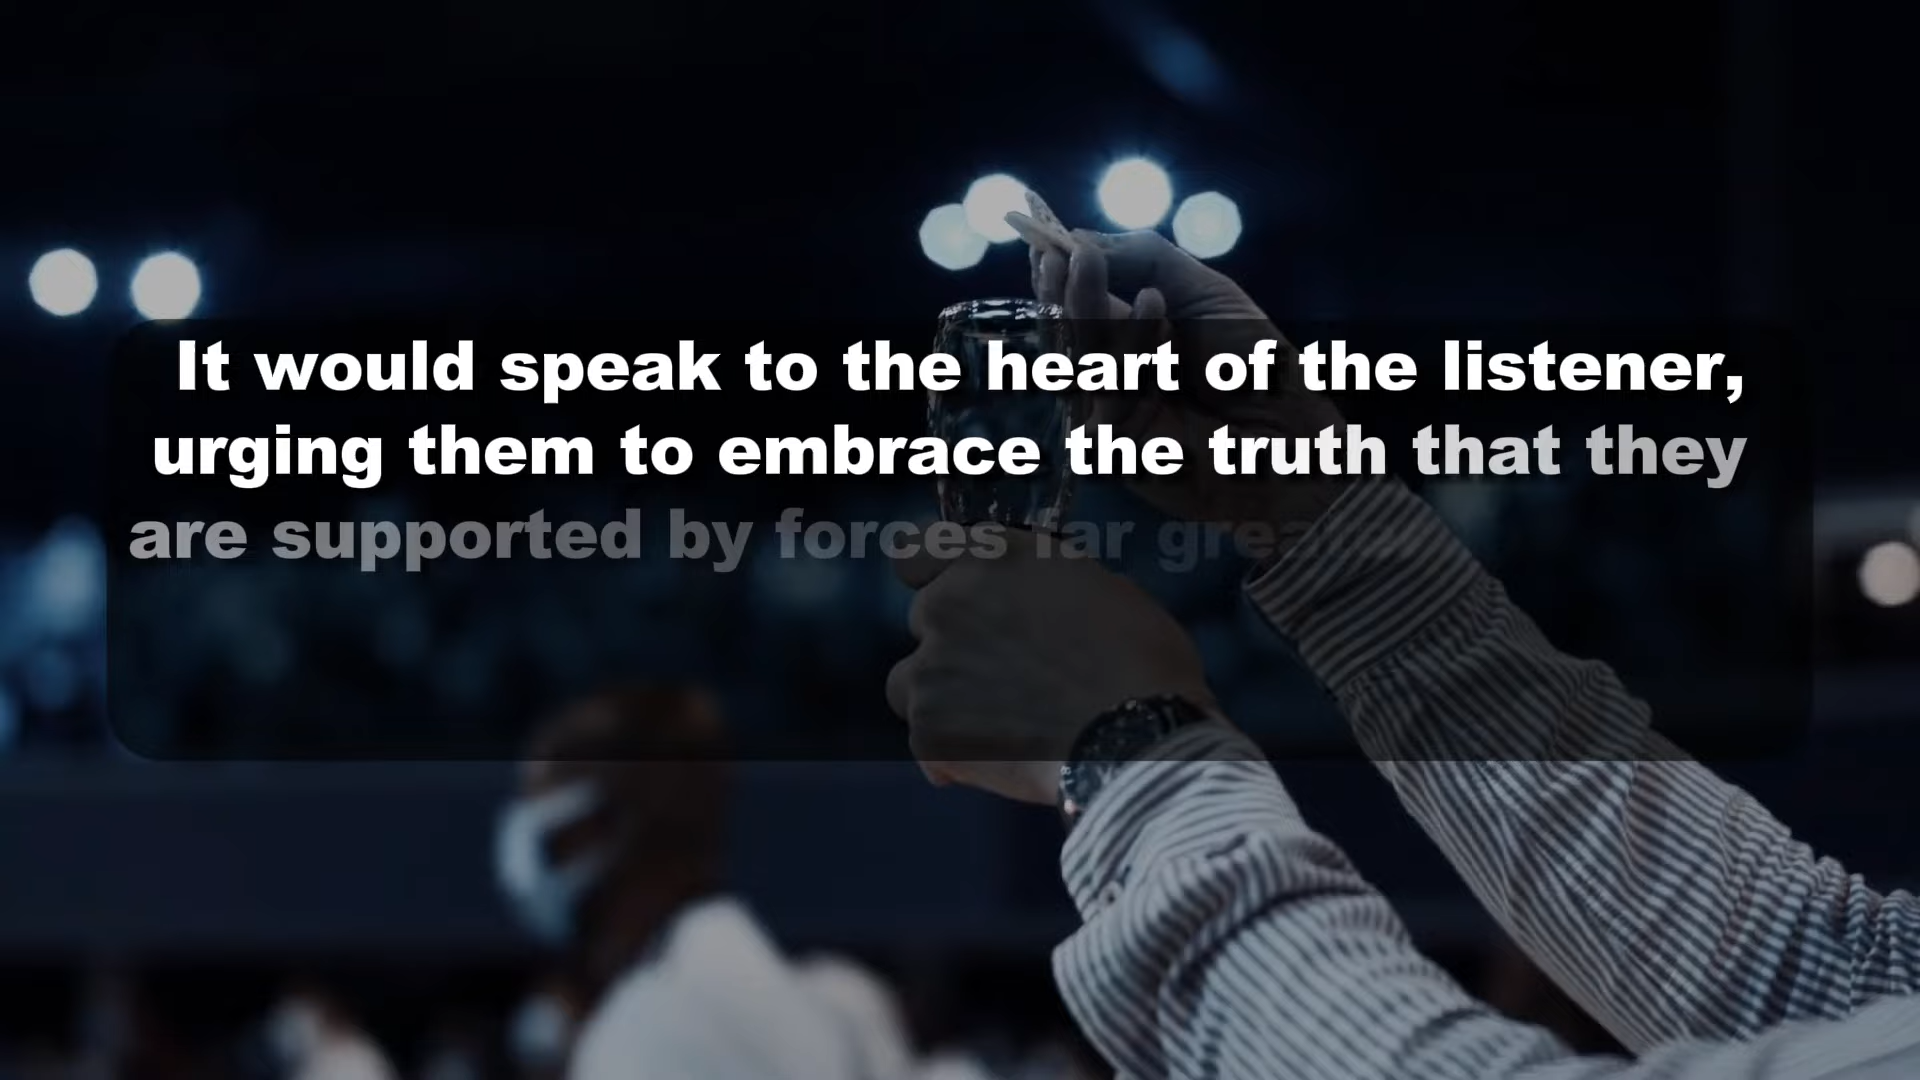 It would speak to the heart of the listener,
urging them to embrace the truth that they
are supported by forces far